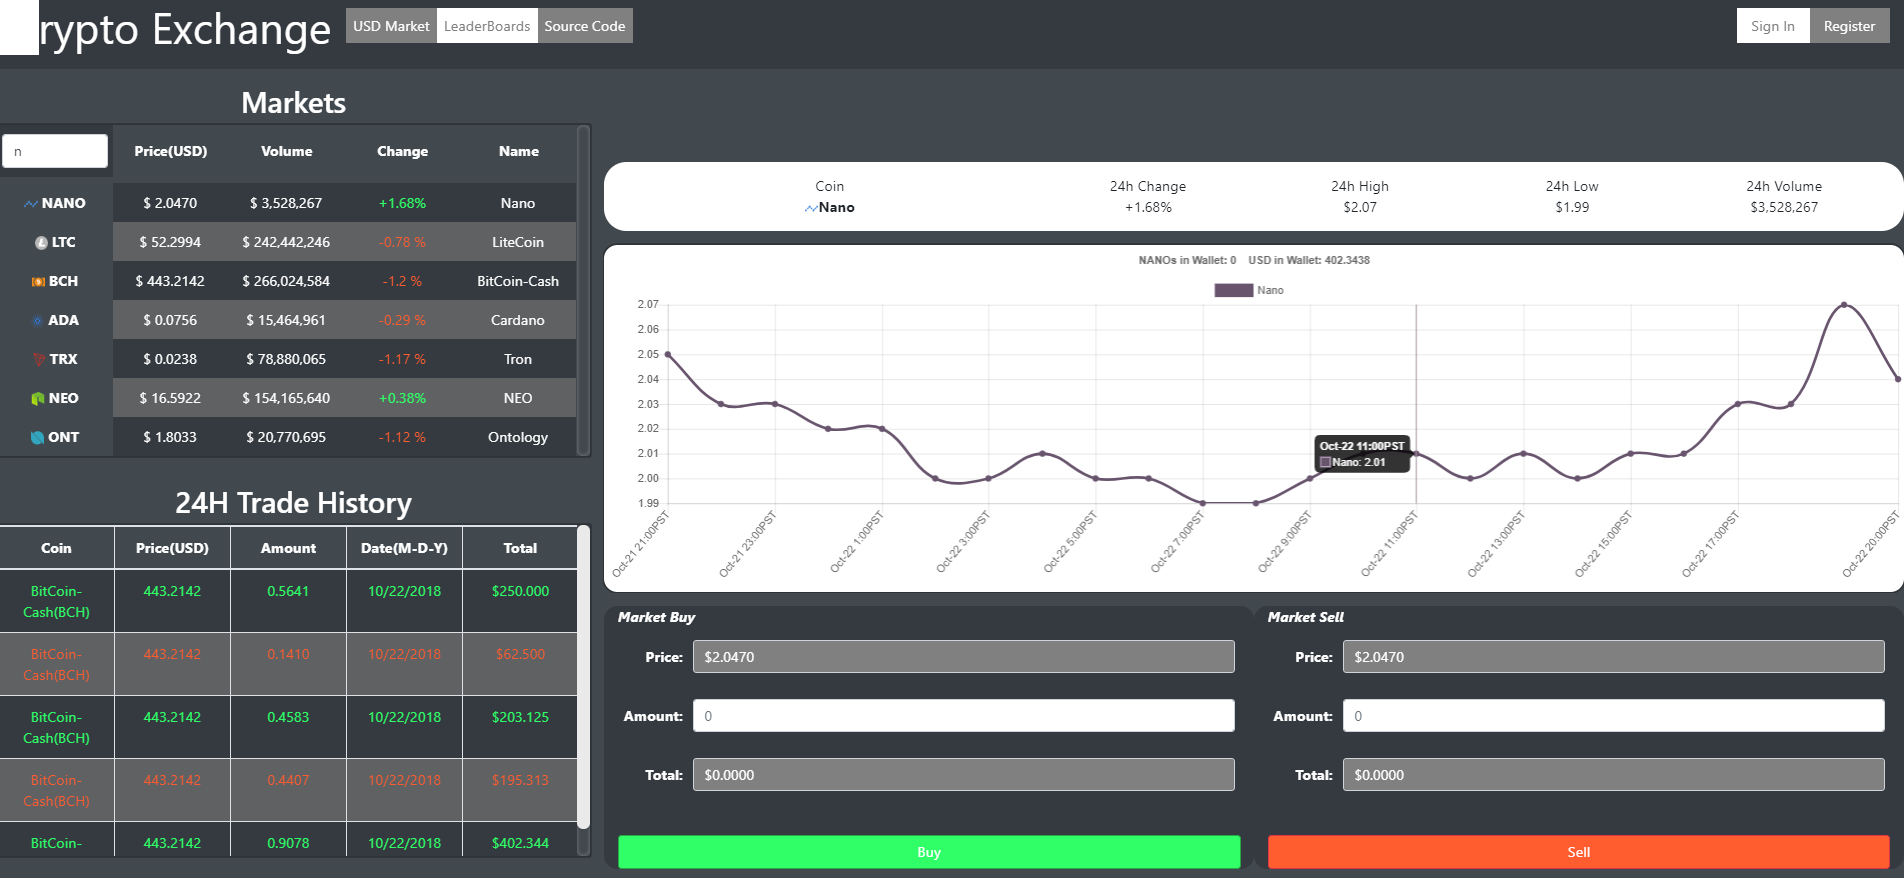 rypto Exchange USD Market LeaderBoards Source Code Sign In Register
Markets
n Price(USD) Volume Change Name
NANO $ 2.0470 $ 3,528,267 +1.68% Nano
LTC $ 52.2994 $ 242,442,246 -0.78 % LiteCoin
BCH $ 443.2142 $ 266,024,584 -1.2 % BitCoin-Cash
ADA $ 0.0756 $ 15,464,961 -0.29 % Cardano
TRX $ 0.0238 $ 78,880,065 -1.17 % Tron
NEO $ 16.5922 $ 154,165,640 +0.38% NEO
ONT $ 1.8033 $ 20,770,695 -1.12 % Ontology
24H Trade History
Coin Price(USD) Amount Date(M-D-Y) Total
BitCoin- 443.2142 0.5641 10/22/2018 $250.000
Cash(BCH)
BitCoin- 443.2142 0.1410 10/22/2018 $62.500
Cash(BCH)
BitCoin- 443.2142 0.4583 10/22/2018 $203.125
Cash(BCH)
BitCoin- 443.2142 0.4407 10/22/2018 $195.313
Cash(BCH)
BitCoin- 443.2142 0.9078 10/22/2018 $402.344
Coin 24h Change 24h High 24h Low 24h Volume
Nano +1.68% $2.07 $1.99 $3,528,267
NANOs in Wallet: 0 USD in Wallet: 402.3438
Nano
2.07
2.06
2.05
2.04
2.03
2.02
2.01
2.00
1.99
Oct-22 11:00PST
Nano: 2.01
Oct-21 21:00PST
Oct-21 23:00PST
Oct-22 1:00PST
Oct-22 3:00PST
Oct-22 5:00PST
Oct-22 7:00PST
Oct-22 9:00PST
Oct-22 11:00PST
Oct-22 13:00PST
Oct-22 15:00PST
Oct-22 17:00PST
Oct-22 20:00PST
Market Buy
Price: $2.0470
Amount: 0
Total: $0.0000
Buy
Market Sell
Price: $2.0470
Amount: 0
Total: $0.0000
Sell